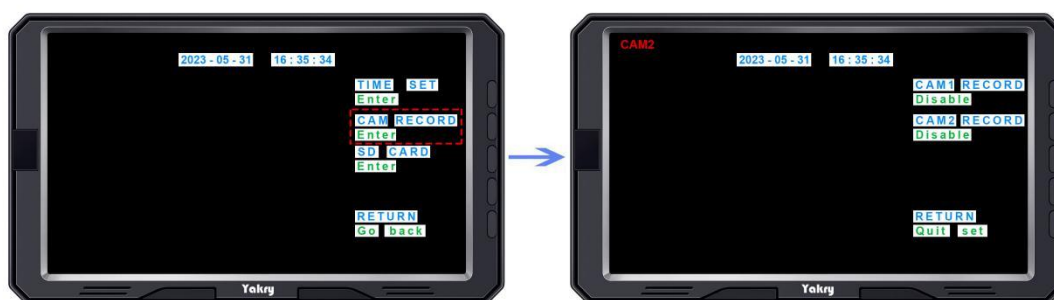 2023 - 05 - 31 16 : 35 : 34
TIME SET
Enter
CAM RECORD
Enter
SD CARD
Enter
RETURN
Go back
Yakry
CAM2
2023 - 05 - 31 16 : 35 : 34
CAM1 RECORD
Disable
CAM2 RECORD
Disable
RETURN
Quit set
Yakry